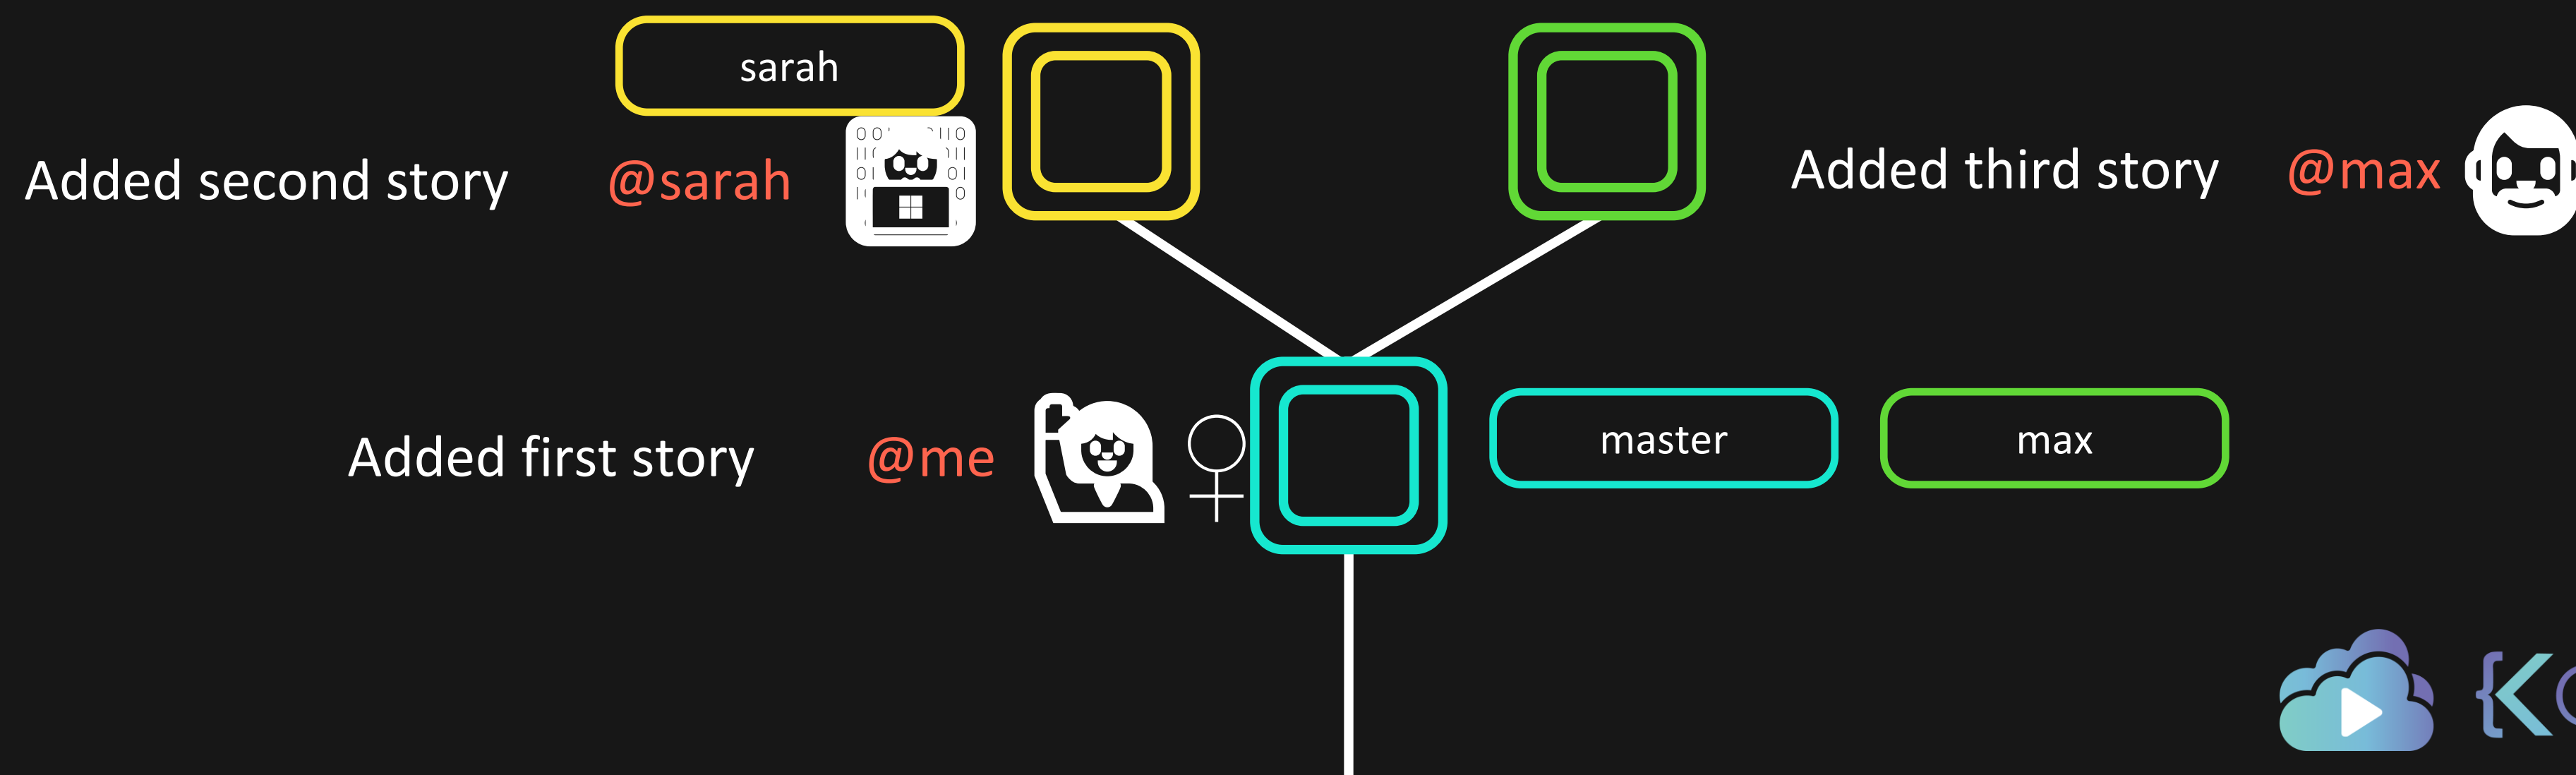 sarah
Added second story @sarah
Added third story @max
Added first story @me
master
max
{K